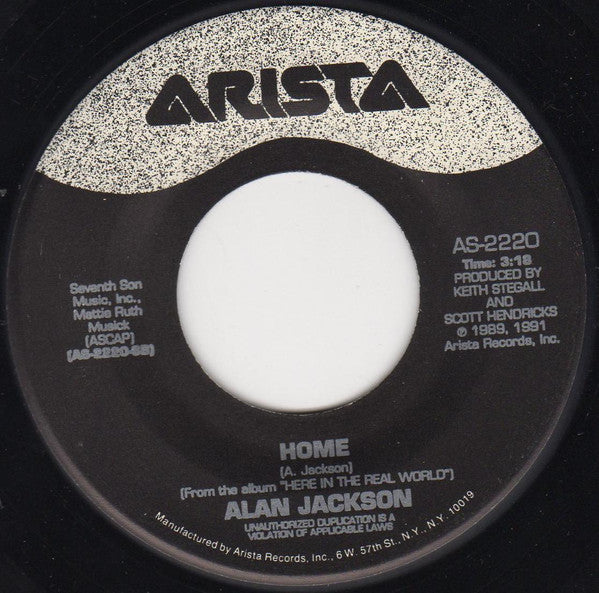 ARISTA
AS-2220
Time: 3:18
PRODUCED BY
KEITH STEGALL
AND
SCOTT HENDRICKS
℗ 1989, 1991
Arista Records, Inc.
Seventh Son
Music, Inc.,
Mattie Ruth
Musick
(ASCAP)
(AS-2220-SB)
HOME
(A. Jackson)
(From the album "HERE IN THE REAL WORLD")
ALAN JACKSON
UNAUTHORIZED DUPLICATION IS A
VIOLATION OF APPLICABLE LAWS
Manufactured by Arista Records, Inc., 6 W. 57th St., N.Y., N.Y. 10019